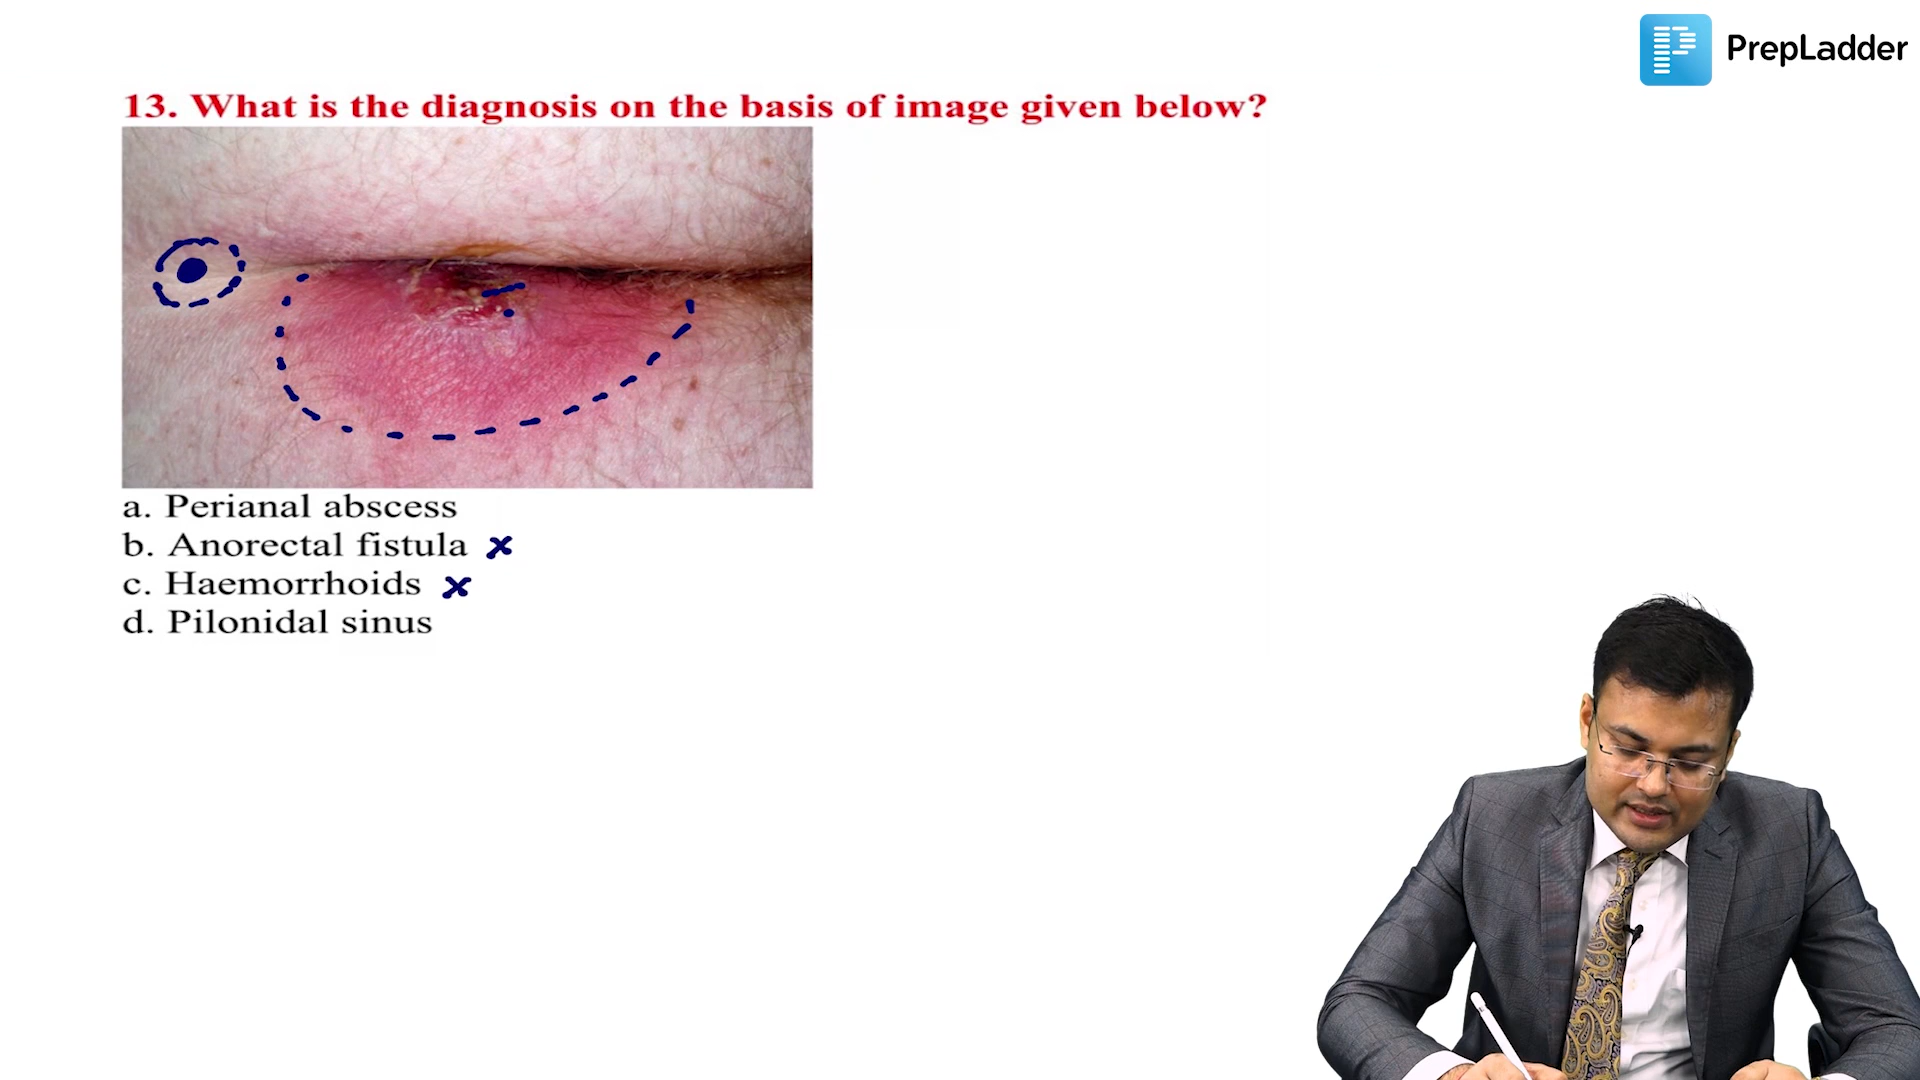 PrepLadder
13. What is the diagnosis on the basis of image given below?
a. Perianal abscess
b. Anorectal fistula x
c. Haemorrhoids x
d. Pilonidal sinus